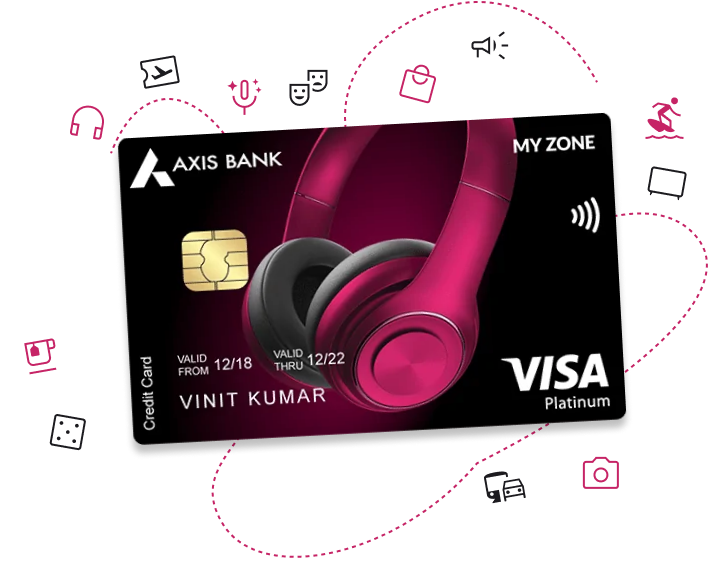 AXIS BANK
MY ZONE
VALID FROM 12/18
VALID THRU 12/22
VINIT KUMAR
Credit Card
VISA
Platinum